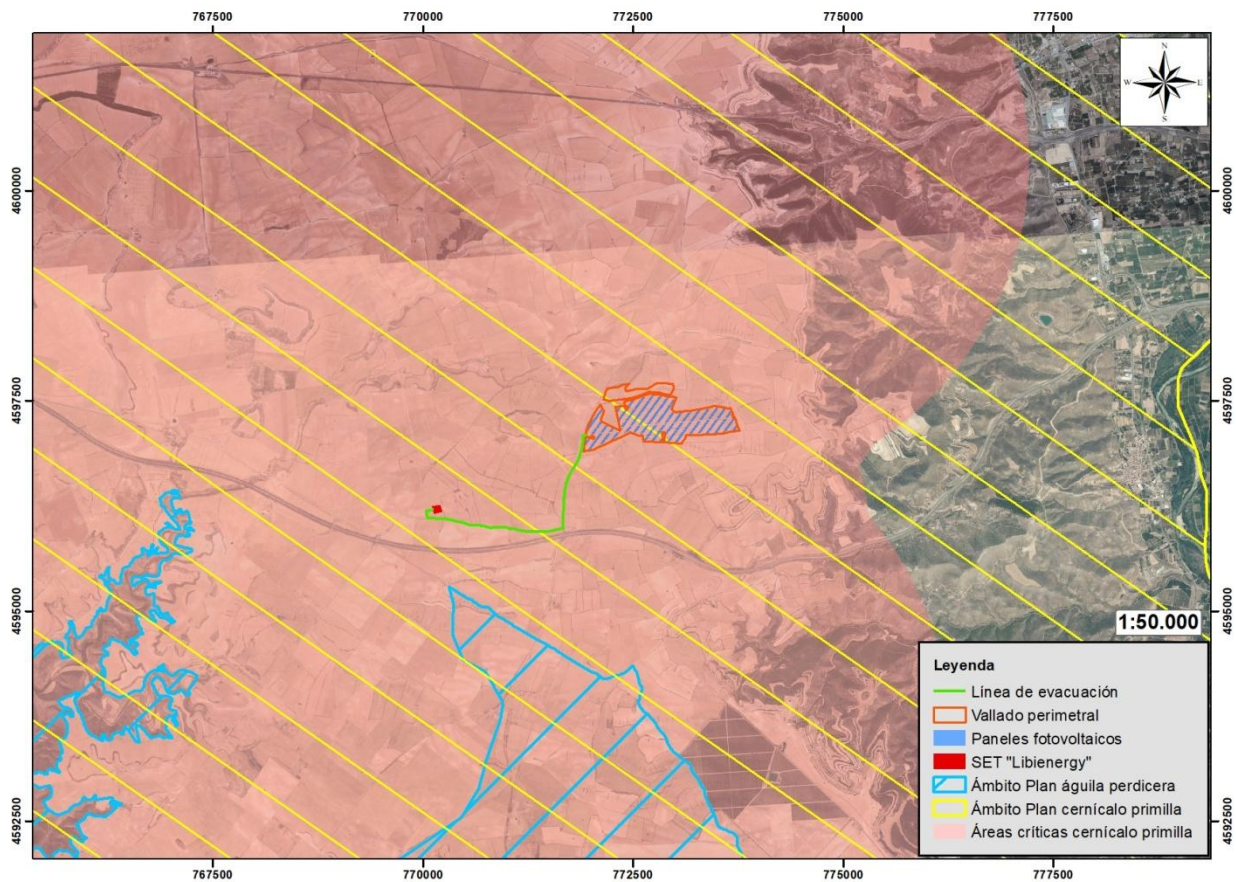 767500 770000 772500 775000 777500
N
W E
S
4600000 4600000
4597500 4597500
4595000 4595000
1:50.000
Leyenda
Línea de evacuación
Vallado perimetral
Paneles fotovoltaicos
SET "Libienergy"
Ámbito Plan águila perdicera
Ámbito Plan cernícalo primilla
Áreas críticas cernícalo primilla
4592500 4592500
767500 770000 772500 775000 777500